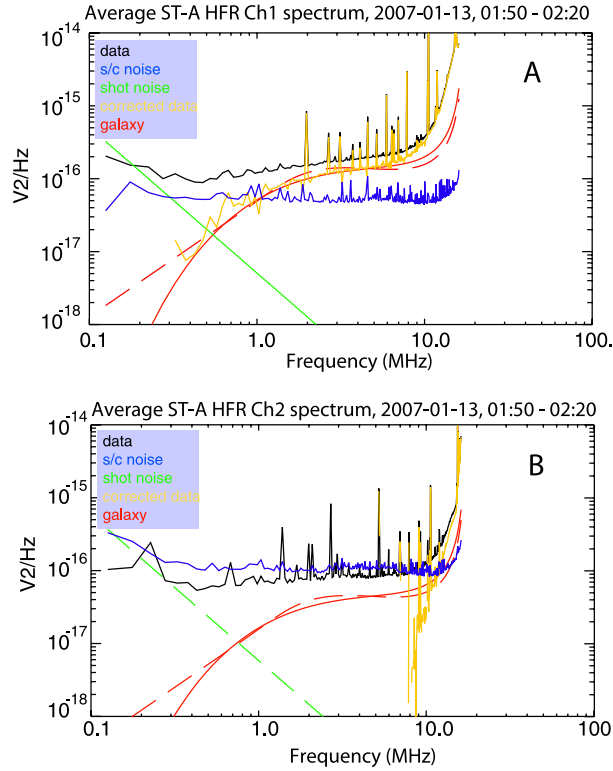 Average ST-A HFR Ch1 spectrum, 2007-01-13, 01:50 - 02:20
10-14
10-15
10-16
10-17
10-18
V2/Hz
data
s/c noise
shot noise
corrected data
galaxy
A
0.1
1.0
10.0
100.
Frequency (MHz)
Average ST-A HFR Ch2 spectrum, 2007-01-13, 01:50 - 02:20
10-14
10-15
10-16
10-17
10-18
V2/Hz
data
s/c noise
shot noise
corrected data
galaxy
B
0.1
1.0
10.0
100.0
Frequency (MHz)